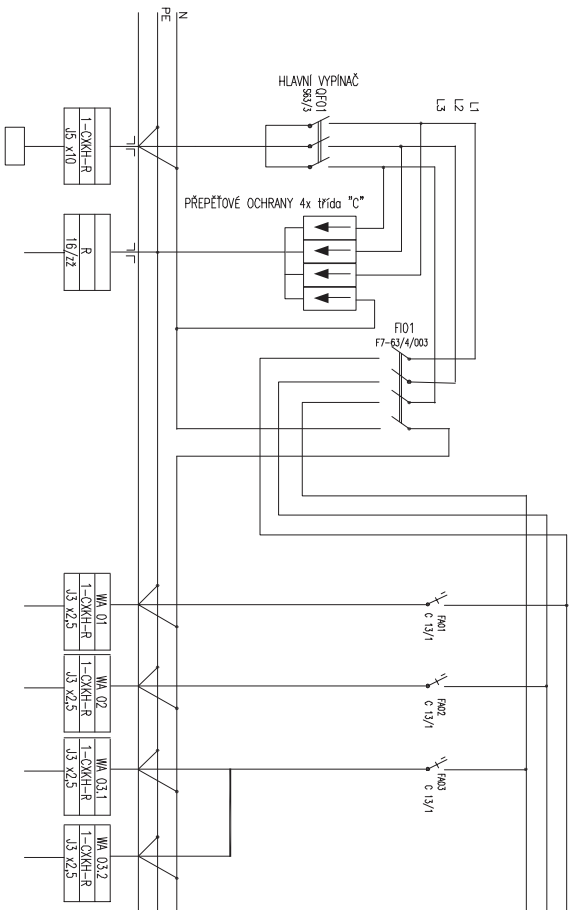 N
PE
HLAVNÍ VYPÍNAČ
QF01
S63/3
L1
L2
L3
1-CXKH-R
J5 x10
PŘEPĚŤOVÉ OCHRANY 4x třída "C"
R
16/zž
FI01
F7-63/4/003
FA01
C 13/1
WA 01
1-CXKH-R
J3 x2,5
FA02
C 13/1
WA 02
1-CXKH-R
J3 x2,5
FA03
C 13/1
WA 03.1
1-CXKH-R
J3 x2,5
WA 03.2
1-CXKH-R
J3 x2,5